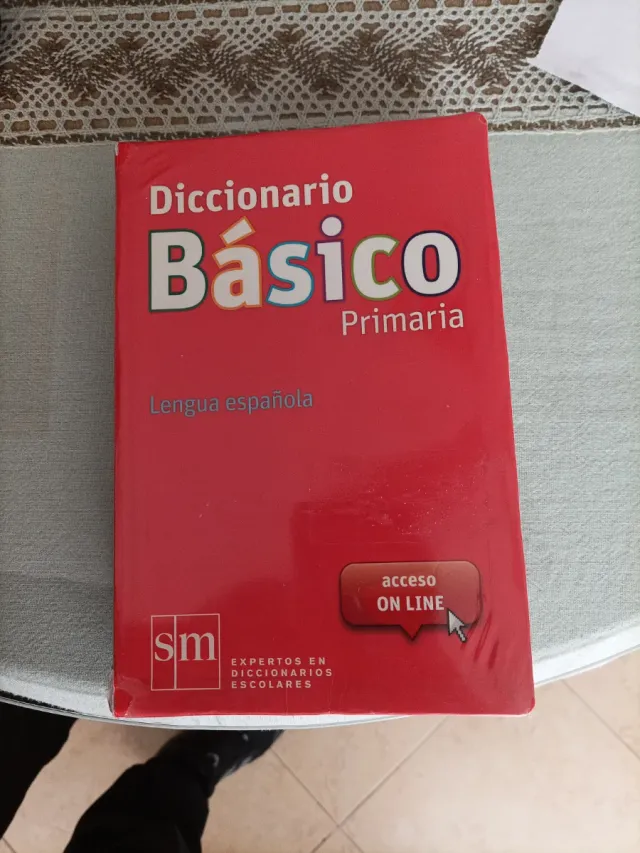 Diccionario
Básico
Primaria
Lengua española
acceso
ON LINE
sm
EXPERTOS EN
DICCIONARIOS
ESCOLARES